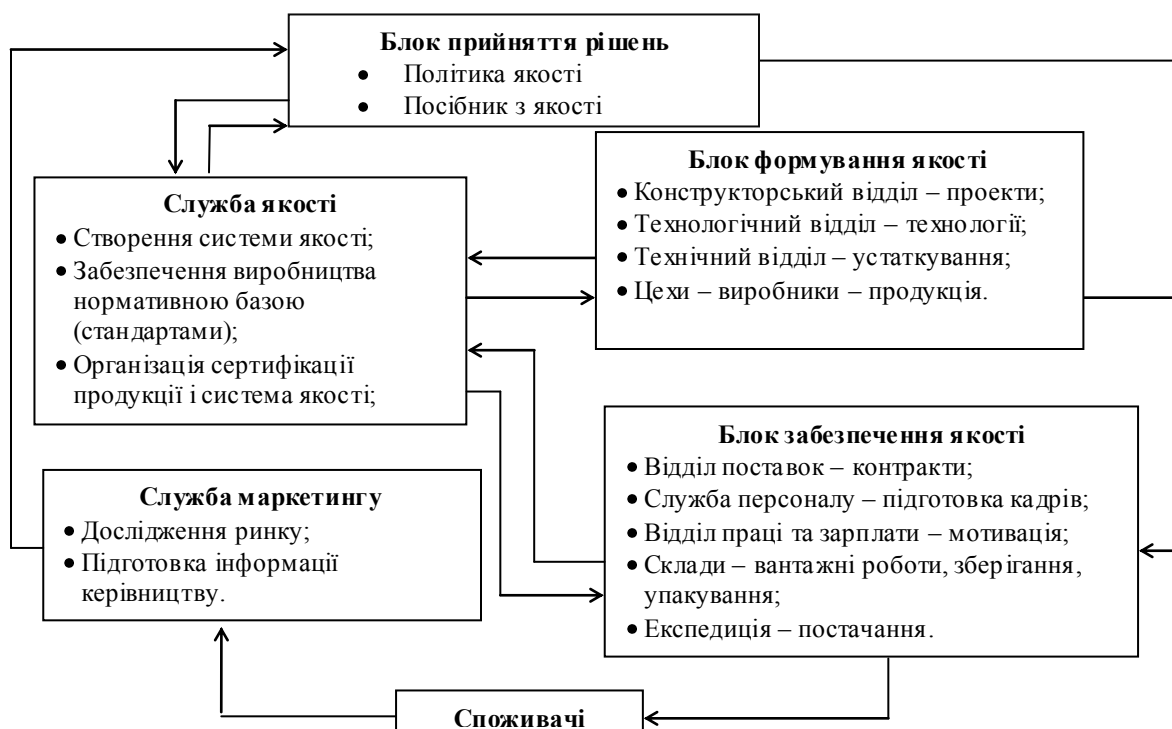 Блок прийняття рішень
• Політика якості
• Посібник з якості
Блок формування якості
• Конструкторський відділ – проекти;
• Технологічний відділ – технології;
• Технічний відділ – устаткування;
• Цехи – виробники – продукція.
Служба якості
• Створення системи якості;
• Забезпечення виробництва
нормативною базою
(стандартами);
• Організація сертифікації
продукції і система якості;
Блок забезпечення якості
• Відділ поставок – контракти;
• Служба персоналу – підготовка кадрів;
• Відділ праці та зарплати – мотивація;
• Склади – вантажні роботи, зберігання,
упакування;
• Експедиція – постачання.
Служба маркетингу
• Дослідження ринку;
• Підготовка інформації
керівництву.
Споживачі